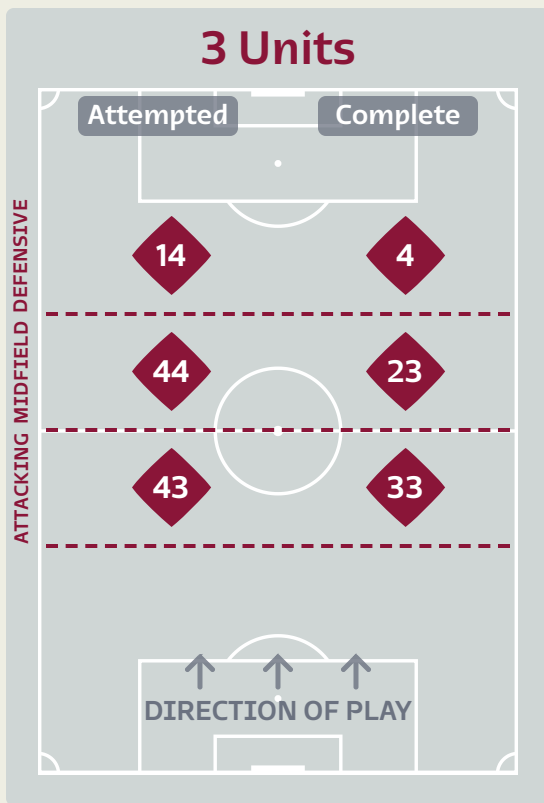 3 Units
Attempted
Complete
14
4
44
23
43
33
ATTACKING MIDFIELD DEFENSIVE
DIRECTION OF PLAY